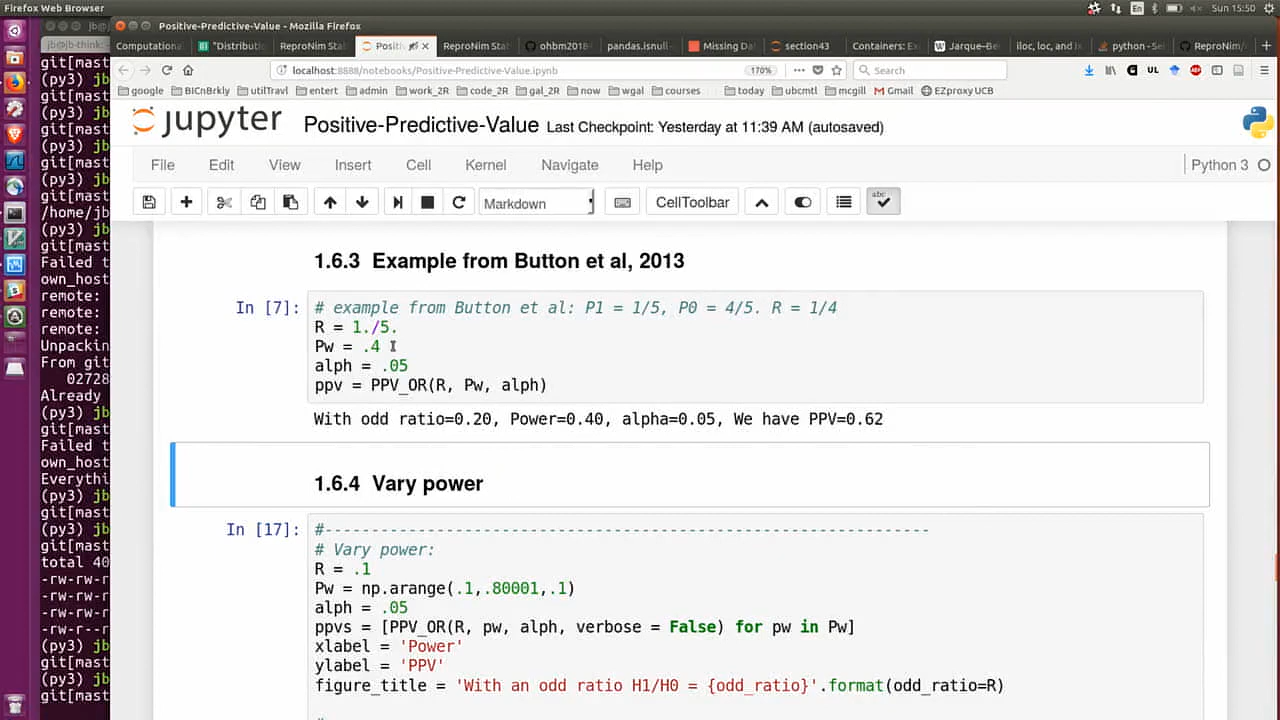 Firefox Web Browser
En
Sun 15:50
Positive-Predictive-Value - Mozilla Firefox
jb@jb-think:
Computationa
"Distributi
ReproNim Stat
Positiv
ReproNim Stat
ohbm2018-
pandas.isnull
Missing Dat
section43
Containers: Ex
Jarque–Be
iloc, loc, and ix
python - Se
ReproNim/
localhost:8888/notebooks/Positive-Predictive-Value.ipynb
170%
Search
UL
ABP
google
BICnBrkly
utilTravl
entert
admin
work_2R
code_2R
gal_2R
now
wgal
courses
today
ubcmtl
mcgill
Gmail
EZproxyUCB
git[mast
(py3) jb
git[mast
(py3) jb
git[mast
(py3) jb
git[mast
(py3) jb
/home/jb
(py3) jb
git[mast
Failed t
own_host
remote:
remote:
remote:
Unpackin
From git
02728
Already
(py3) jb
git[mast
Failed t
own_host
Everythi
(py3) jb
git[mast
(py3) jb
git[mast
total 40
-rw-rw-r
-rw-rw-r
-rw-rw-r
-rw-r--r
(py3) jb
git[mast
(py3) jb
git[mast
jupyter
Positive-Predictive-Value Last Checkpoint: Yesterday at 11:39 AM (autosaved)
File Edit View Insert Cell Kernel Navigate Help
Python 3
Markdown
CellToolbar
abc
1.6.3 Example from Button et al, 2013
In [7]:
# example from Button et al: P1 = 1/5, P0 = 4/5. R = 1/4
R = 1./5.
Pw = .4
alph = .05
ppv = PPV_OR(R, Pw, alph)
With odd ratio=0.20, Power=0.40, alpha=0.05, We have PPV=0.62
1.6.4 Vary power
In [17]:
#------------------------------------------------------------------
# Vary power:
R = .1
Pw = np.arange(.1,.80001,.1)
alph = .05
ppvs = [PPV_OR(R, pw, alph, verbose = False) for pw in Pw]
xlabel = 'Power'
ylabel = 'PPV'
figure_title = 'With an odd ratio H1/H0 = {odd_ratio}'.format(odd_ratio=R)